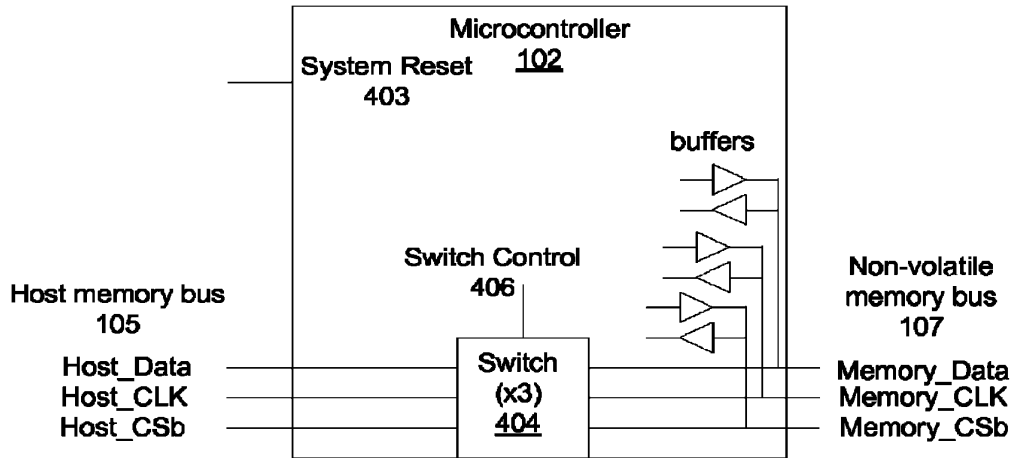 Microcontroller
102
System Reset
403
buffers
Switch Control
406
Host memory bus
105
Non-volatile
memory bus
107
Host_Data
Host_CLK
Host_CSb
Switch
(x3)
404
Memory_Data
Memory_CLK
Memory_CSb